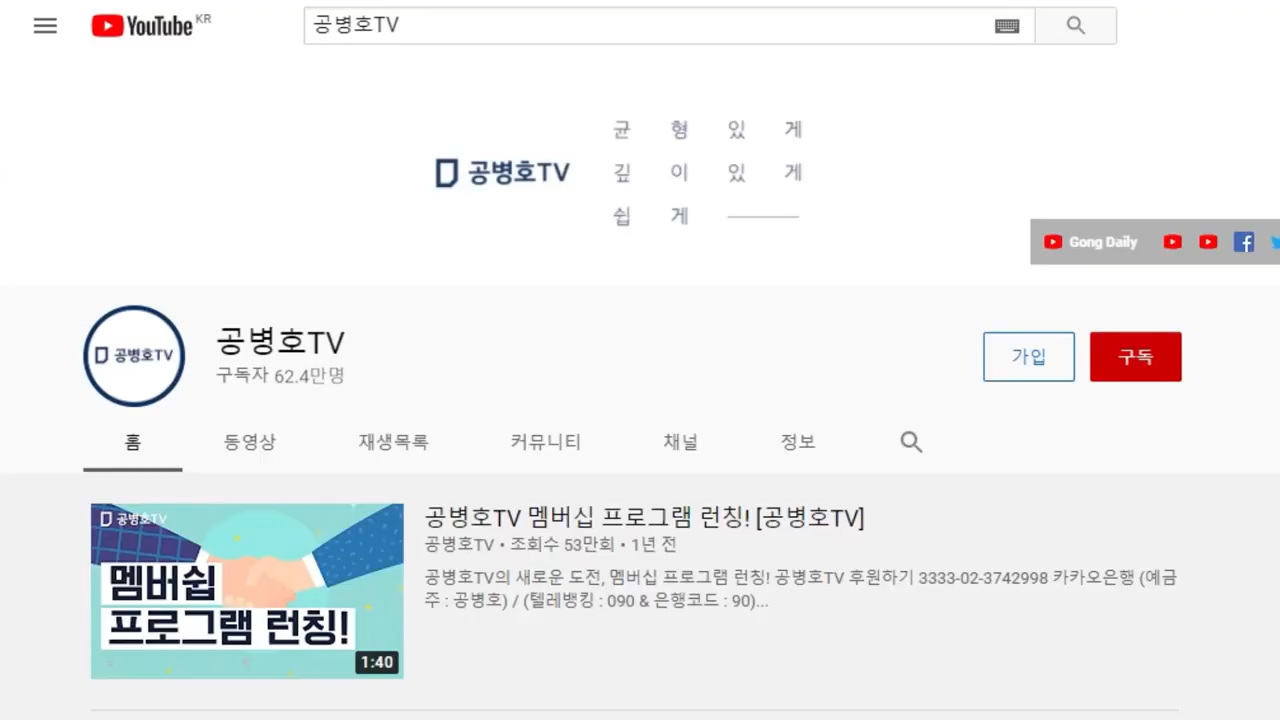 YouTube KR
공병호TV
균 형 있 게
공병호TV
깊 이 있 게
쉽 게
Gong Daily
공병호TV
공병호TV
구독자 62.4만명
가입
구독
홈
동영상
재생목록
커뮤니티
채널
정보
공병호TV
멤버쉽
프로그램 런칭!
1:40
공병호TV 멤버십 프로그램 런칭! [공병호TV]
공병호TV • 조회수 53만회 • 1년 전
공병호TV의 새로운 도전, 멤버십 프로그램 런칭! 공병호TV 후원하기 3333-02-3742998 카카오은행 (예금
주 : 공병호) / (텔레뱅킹 : 090 & 은행코드 : 90)...